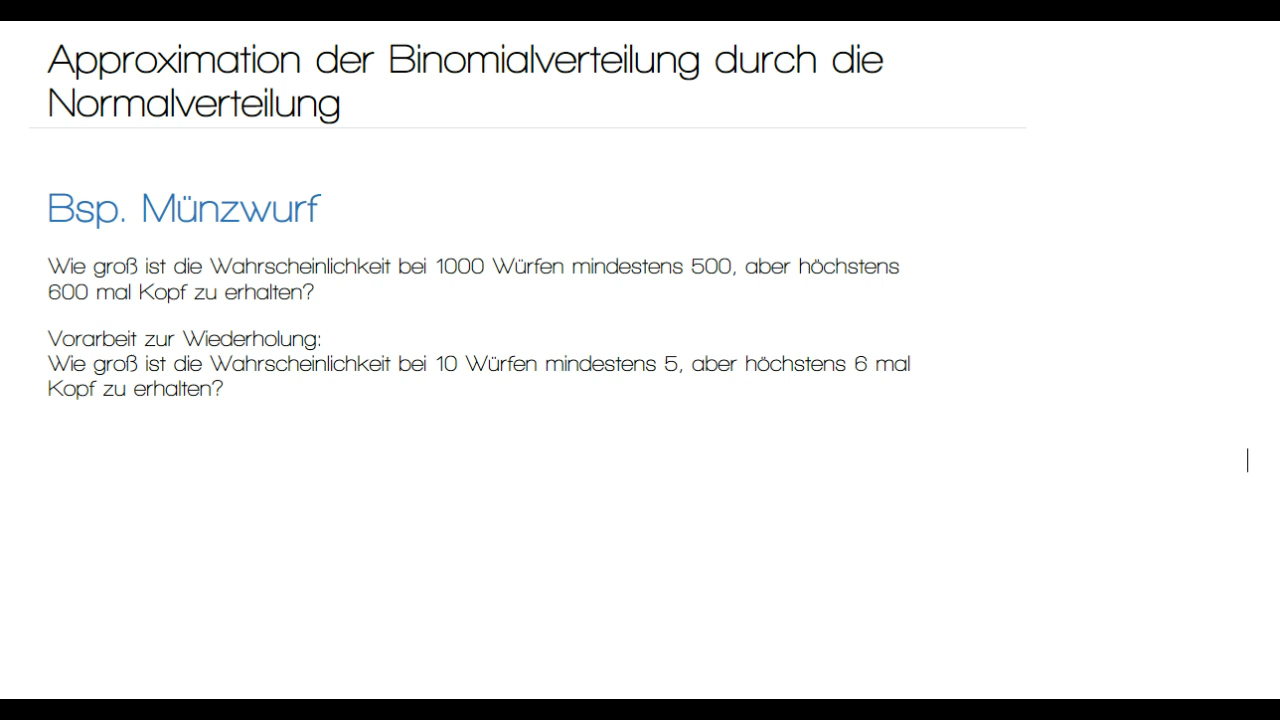 Approximation der Binomialverteilung durch die
Normalverteilung
Bsp. Münzwurf
Wie groß ist die Wahrscheinlichkeit bei 1000 Würfen mindestens 500, aber höchstens
600 mal Kopf zu erhalten?
Vorarbeit zur Wiederholung:
Wie groß ist die Wahrscheinlichkeit bei 10 Würfen mindestens 5, aber höchstens 6 mal
Kopf zu erhalten?